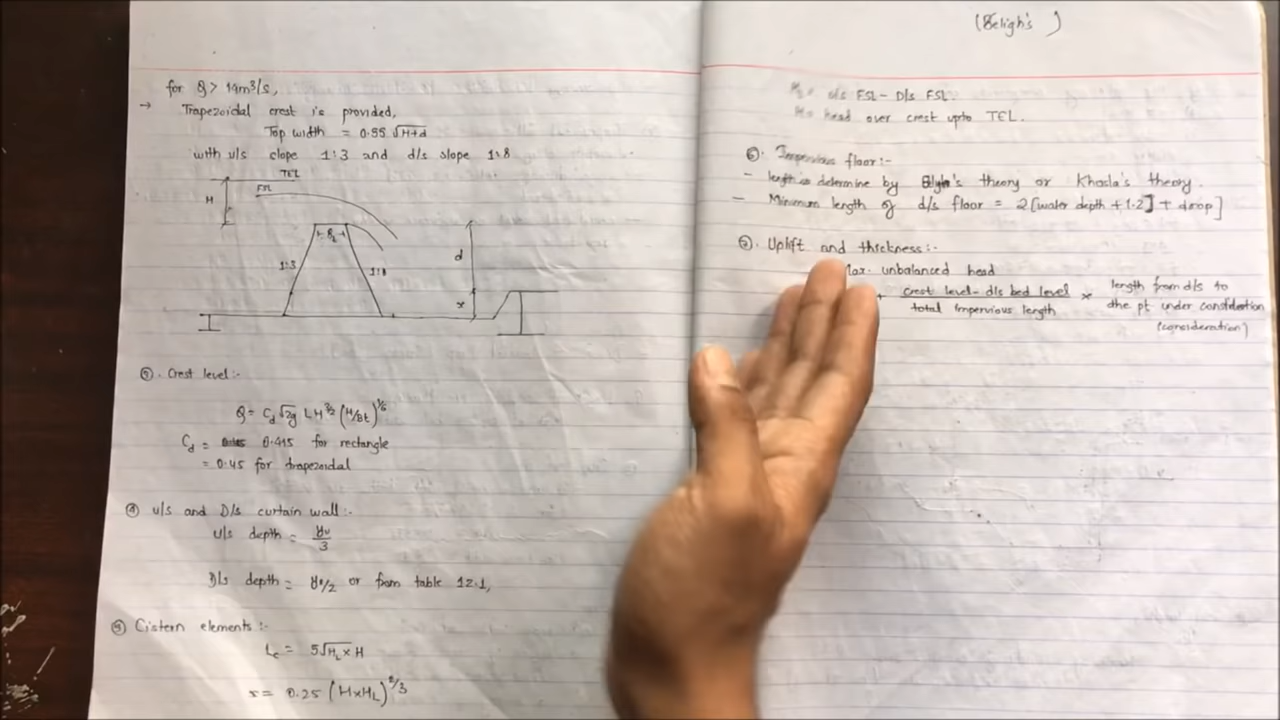 for Q > 14m³/s,
→ Trapezoidal crest is provided,
Top width = 0.55 √H+d
with u/s slope 1:3 and d/s slope 1:8
TEL
FSL
H
B
1:3
1:8
d
x
③. Crest level:-
Q = Cd √2g LH^3/2 (H/Bt)^1/6
Cd = 0.415 for rectangle
= 0.45 for trapezoidal
④ u/s and D/s curtain wall:-
u/s depth = yu/3
D/s depth = yD/2 or from table 12.1,
⑤ Cistern elements:-
Lc = 5√HL×H
x = 0.25 (H×HL)^2/3
(Beligh's )
u/s FSL - D/s FSL.
H = head over crest upto TEL.
⑥. Impervious floor:-
- length is determine by Bligh's theory or Khosla's theory.
- Minimum length of d/s floor = 2[water depth + 1.2] + drop]
⑦. Uplift and thickness:-
Max. unbalanced head
crest level - d/s bed level / total impervious length × length from d/s to
the pt under considertion
(consideration)